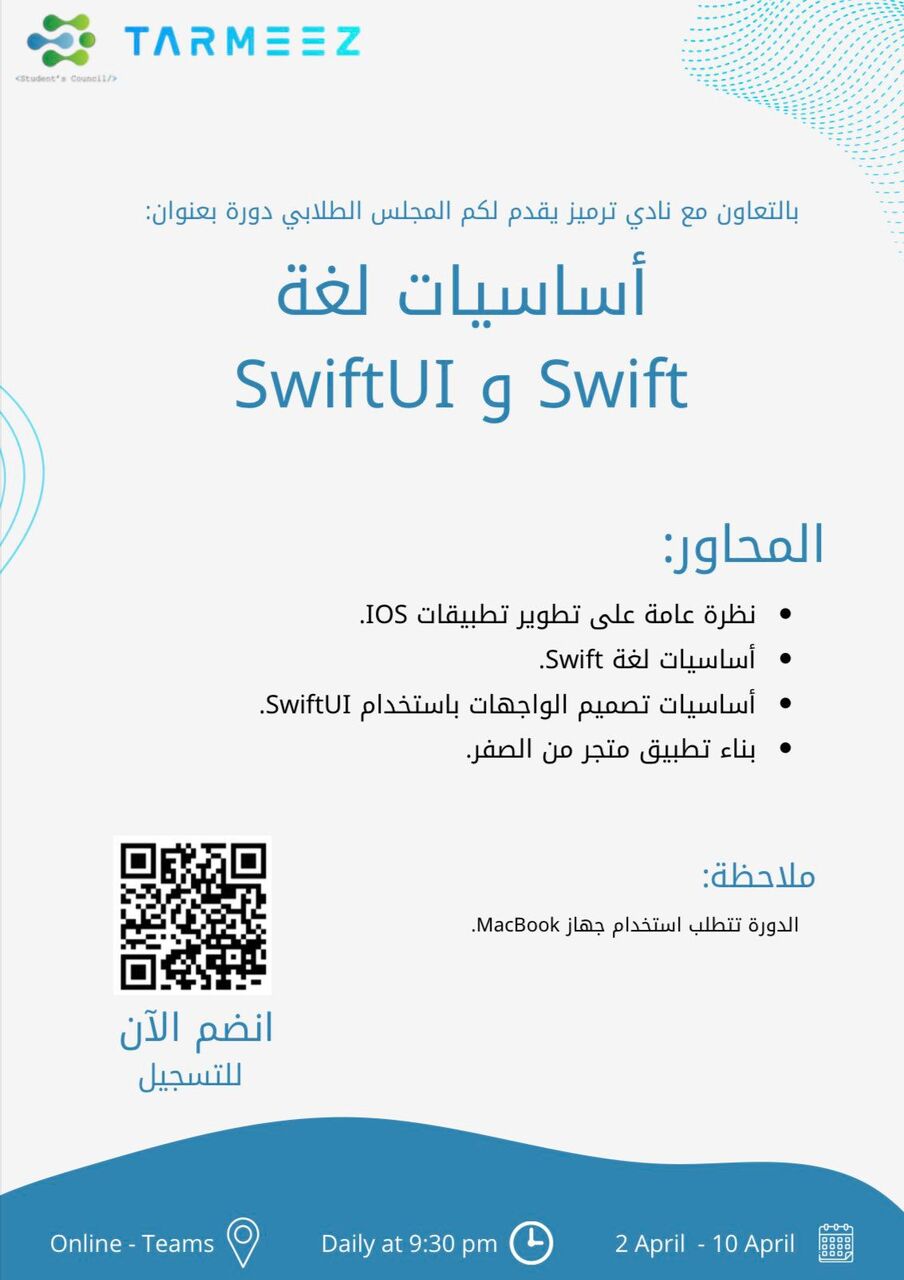 TARMEEZ
<Student's Council/>
بالتعاون مع نادي ترميز يقدم لكم المجلس الطلابي دورة بعنوان:
أساسيات لغة
Swift و SwiftUI
المحاور:
• نظرة عامة على تطوير تطبيقات IOS.
• أساسيات لغة Swift.
• أساسيات تصميم الواجهات باستخدام SwiftUI.
• بناء تطبيق متجر من الصفر.
ملاحظة:
الدورة تتطلب استخدام جهاز MacBook.
انضم الآن
للتسجيل
Online - Teams
Daily at 9:30 pm
2 April - 10 April